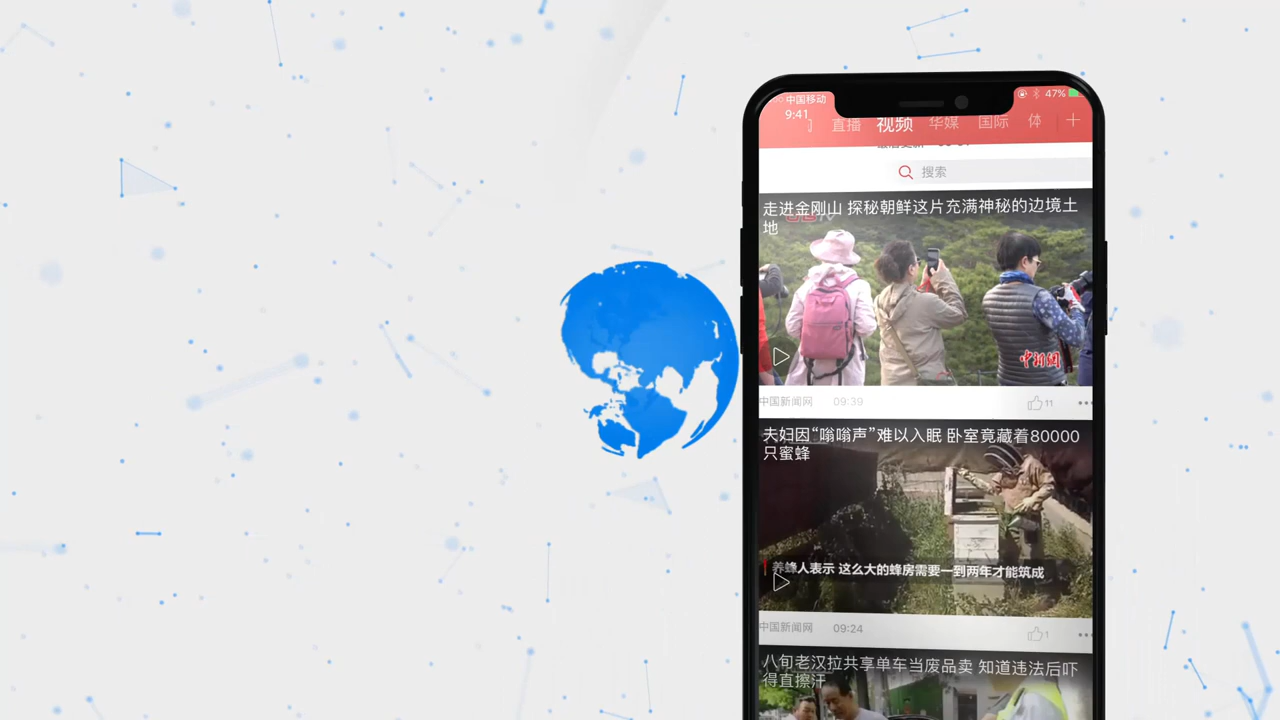 中国移动
47%
9:41
直播 视频 华媒 国际 体 +
搜索
走进金刚山 探秘朝鲜这片充满神秘的边境土
地
中新网
中国新闻网 09:39 11
夫妇因“嗡嗡声”难以入眠 卧室竟藏着80000
只蜜蜂
养蜂人表示 这么大的蜂房需要一到两年才能筑成
中国新闻网 09:24 1
八旬老汉拉共享单车当废品卖 知道违法后吓
得直擦汗